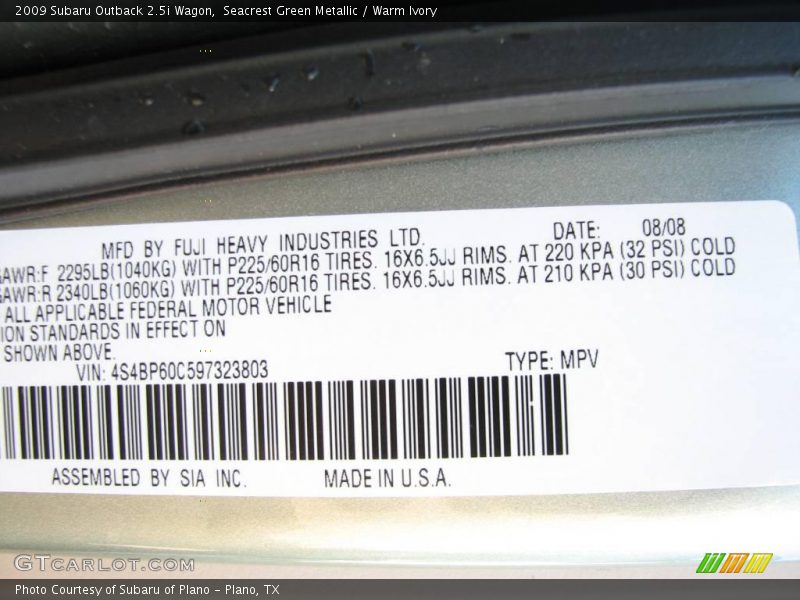 2009 Subaru Outback 2.5i Wagon, Seacrest Green Metallic / Warm Ivory
MFD BY FUJI HEAVY INDUSTRIES LTD. DATE: 08/08
GAWR:F 2295LB(1040KG) WITH P225/60R16 TIRES. 16X6.5JJ RIMS. AT 220 KPA (32 PSI) COLD
GAWR:R 2340LB(1060KG) WITH P225/60R16 TIRES. 16X6.5JJ RIMS. AT 210 KPA (30 PSI) COLD
ALL APPLICABLE FEDERAL MOTOR VEHICLE
ION STANDARDS IN EFFECT ON
SHOWN ABOVE.
VIN: 4S4BP60C597323803 TYPE: MPV
ASSEMBLED BY SIA INC. MADE IN U.S.A.
GTCarLot.com
Photo Courtesy of Subaru of Plano - Plano, TX